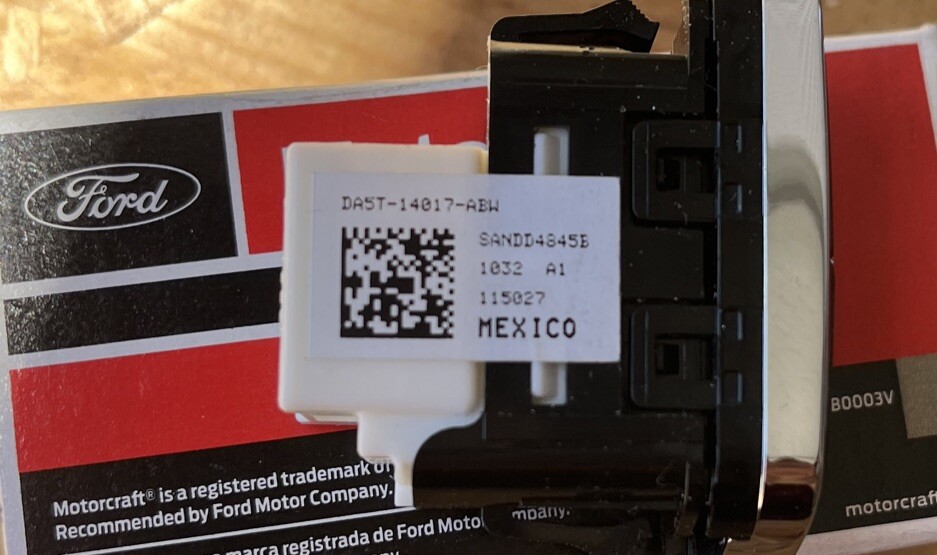 Ford
DA5T-14017-ABW
SANDD4845B
1032 A1
115027
MEXICO
B0003V
Motorcraft® is a registered trademark of
Recommended by Ford Motor Company.
motorcraft
marca registrada de Ford Moto
mpany.